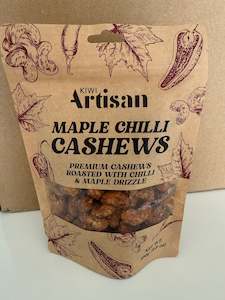 KIWI
Artisan
MAPLE CHILLI
CASHEWS
PREMIUM CASHEWS
ROASTED WITH CHILLI
& MAPLE DRIZZLE